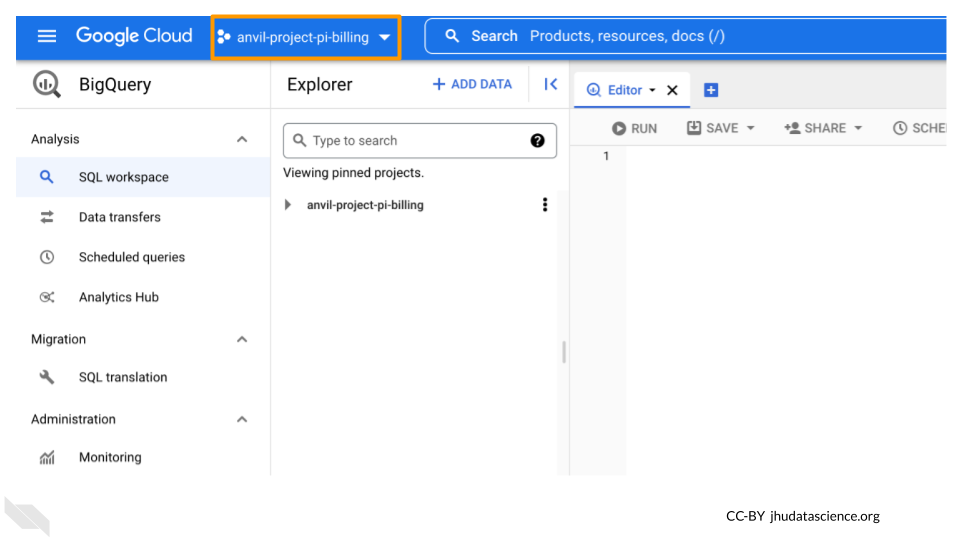 Google Cloud anvil-project-pi-billing Search Products, resources, docs (/)
BigQuery
Analysis
SQL workspace
Data transfers
Scheduled queries
Analytics Hub
Migration
SQL translation
Administration
Monitoring
Explorer + ADD DATA
Type to search
Viewing pinned projects.
anvil-project-pi-billing
Editor
RUN SAVE SHARE SCHE
1
CC-BY jhudatascience.org